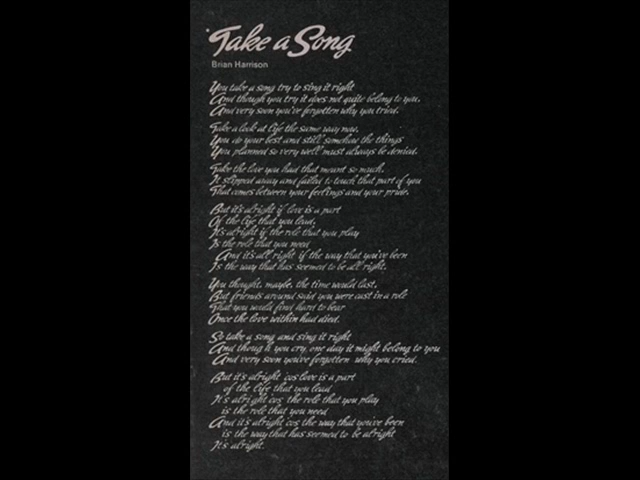 Take a Song
Brian Harrison
You take a song try to sing it right
And though you try it does not quite belong to you,
And very soon you've forgotten why you tried.
Take a look at life the same way now,
You do your best and still somehow the things
You planned so very well must always be denied.
Take the love you had that meant so much,
It slipped away and failed to touch that part of you
That comes between your feelings and your pride.
But it's alright if love is a part
Of the life that you lead,
It's alright if the role that you play
Is the role that you need
And it's all right if the way that you've been
Is the way that has seemed to be all right.
You thought, maybe, the time would last,
But friends around said you were cast in a role
That you would find hard to bear
Once the love within had died.
So take a song and sing it right
And though you cry, one day it might belong to you
And very soon you've forgotten why you cried.
But it's alright 'cos love is a part
of the life that you lead
It's alright cos the role that you play
is the role that you need
And it's alright cos the way that you've been
is the way that has seemed to be alright
It's alright.